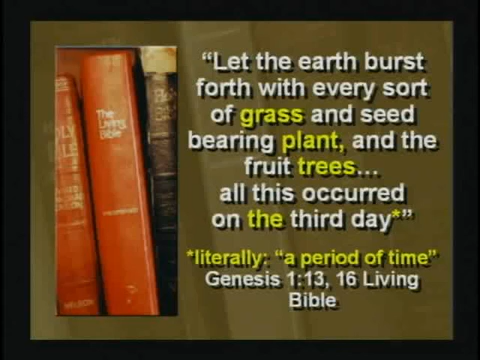 “Let the earth burst
forth with every sort
of grass and seed
bearing plant, and the
fruit trees...
all this occurred
on the third day*”
*literally: “a period of time”
Genesis 1:13, 16 Living
Bible
The
Living
Bible
NELSON